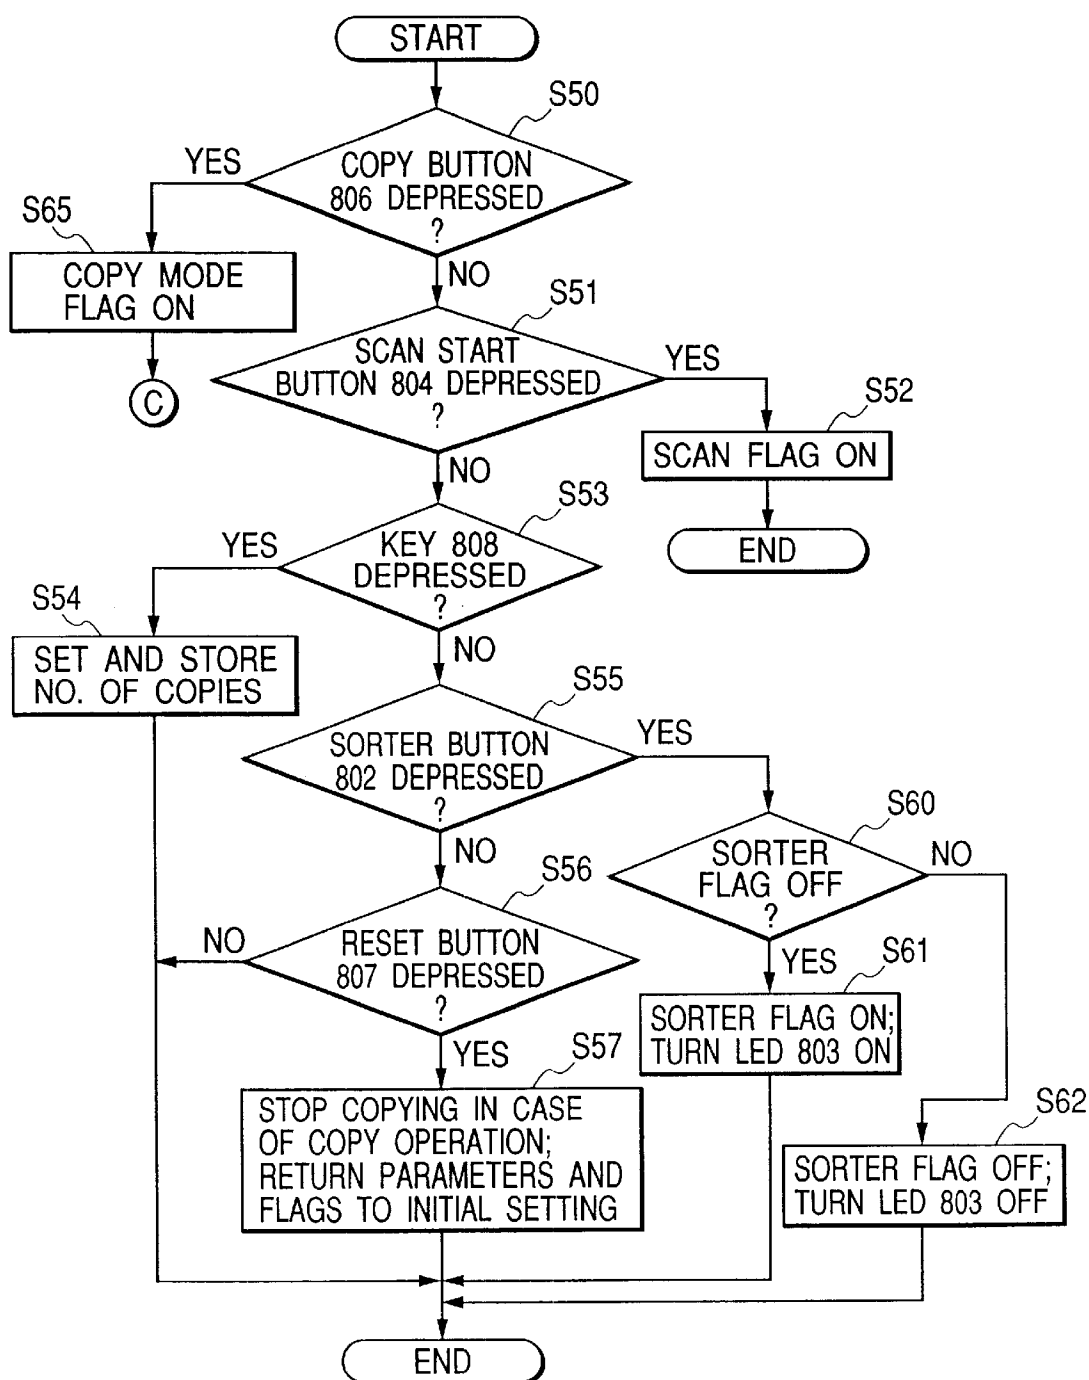 START
S50
COPY BUTTON
806 DEPRESSED
?
YES
NO
S65
COPY MODE
FLAG ON
C
S51
SCAN START
BUTTON 804 DEPRESSED
?
YES
NO
S52
SCAN FLAG ON
END
S53
KEY 808
DEPRESSED
?
YES
NO
S54
SET AND STORE
NO. OF COPIES
S55
SORTER BUTTON
802 DEPRESSED
?
YES
NO
S60
SORTER
FLAG OFF
?
NO
YES
S56
RESET BUTTON
807 DEPRESSED
?
NO
YES
S61
SORTER FLAG ON;
TURN LED 803 ON
S57
STOP COPYING IN CASE
OF COPY OPERATION;
RETURN PARAMETERS AND
FLAGS TO INITIAL SETTING
S62
SORTER FLAG OFF;
TURN LED 803 OFF
END